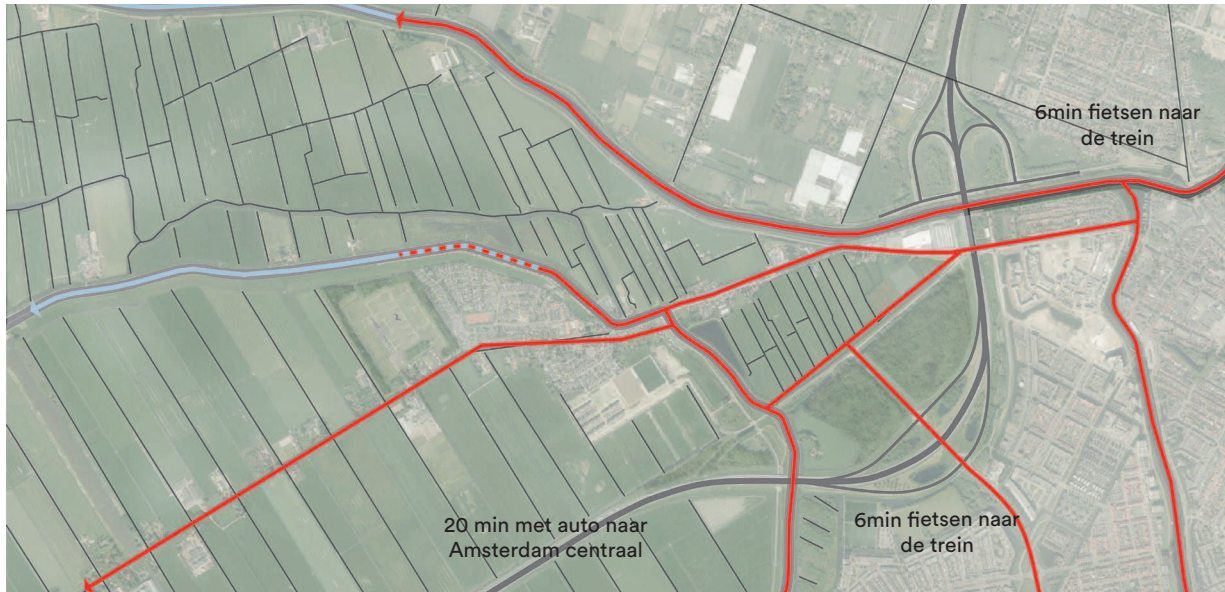 6min fietsen naar
de trein
20 min met auto naar
Amsterdam centraal
6min fietsen naar
de trein